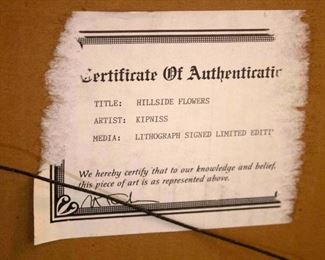 Certificate Of Authenticatio
TITLE: HILLSIDE FLOWERS
ARTIST: KIPNISS
MEDIA: LITHOGRAPH SIGNED LIMITED EDITI
We hereby certify that to our knowledge and belief,
this piece of art is as represented above.